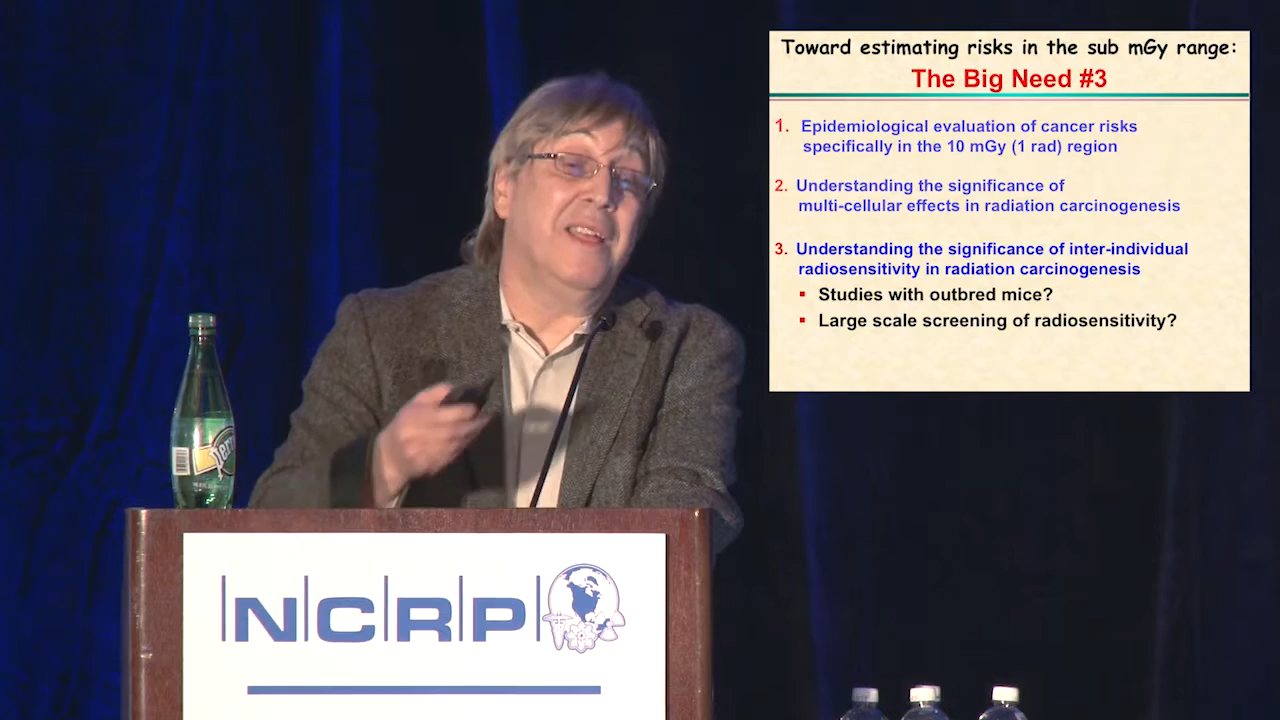 Toward estimating risks in the sub mGy range:
The Big Need #3
1. Epidemiological evaluation of cancer risks
specifically in the 10 mGy (1 rad) region
2. Understanding the significance of
multi-cellular effects in radiation carcinogenesis
3. Understanding the significance of inter-individual
radiosensitivity in radiation carcinogenesis
▪ Studies with outbred mice?
▪ Large scale screening of radiosensitivity?
NCRP